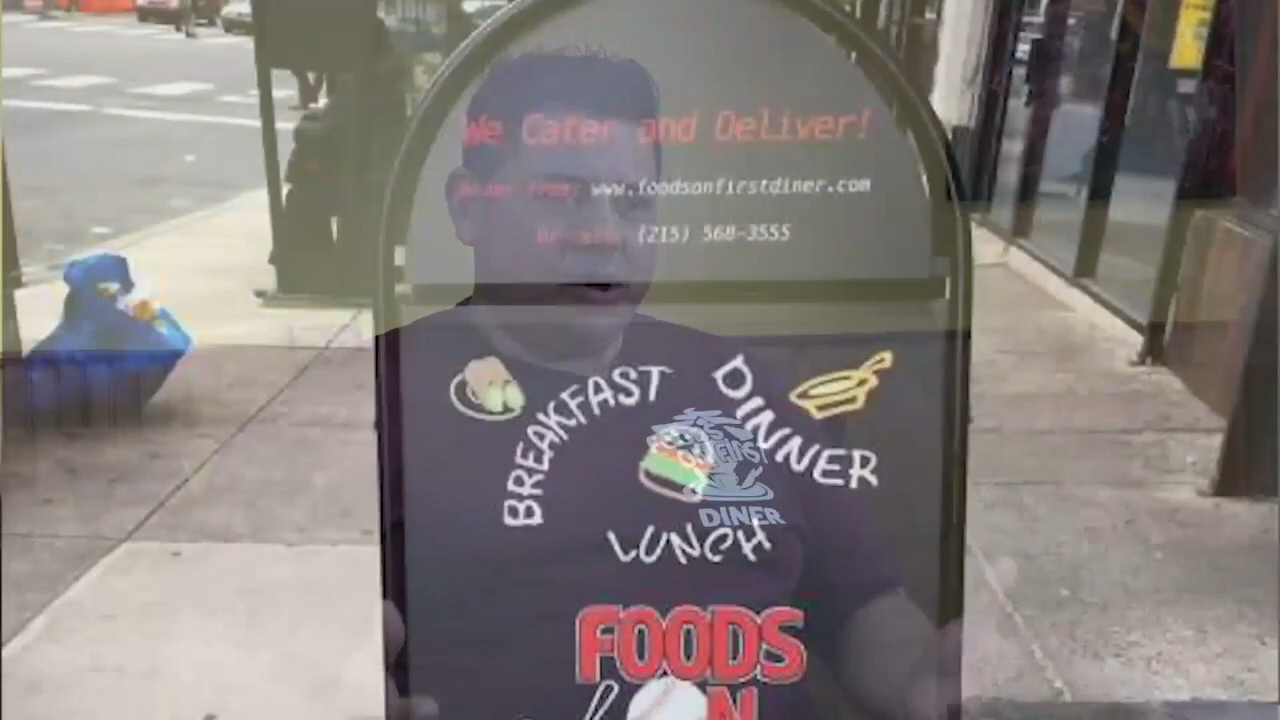 We Cater and Deliver!
www.foodsonfirstdiner.com
(215) 568-3555
BREAKFAST
DINNER
LUNCH
DINER
FOODS
N